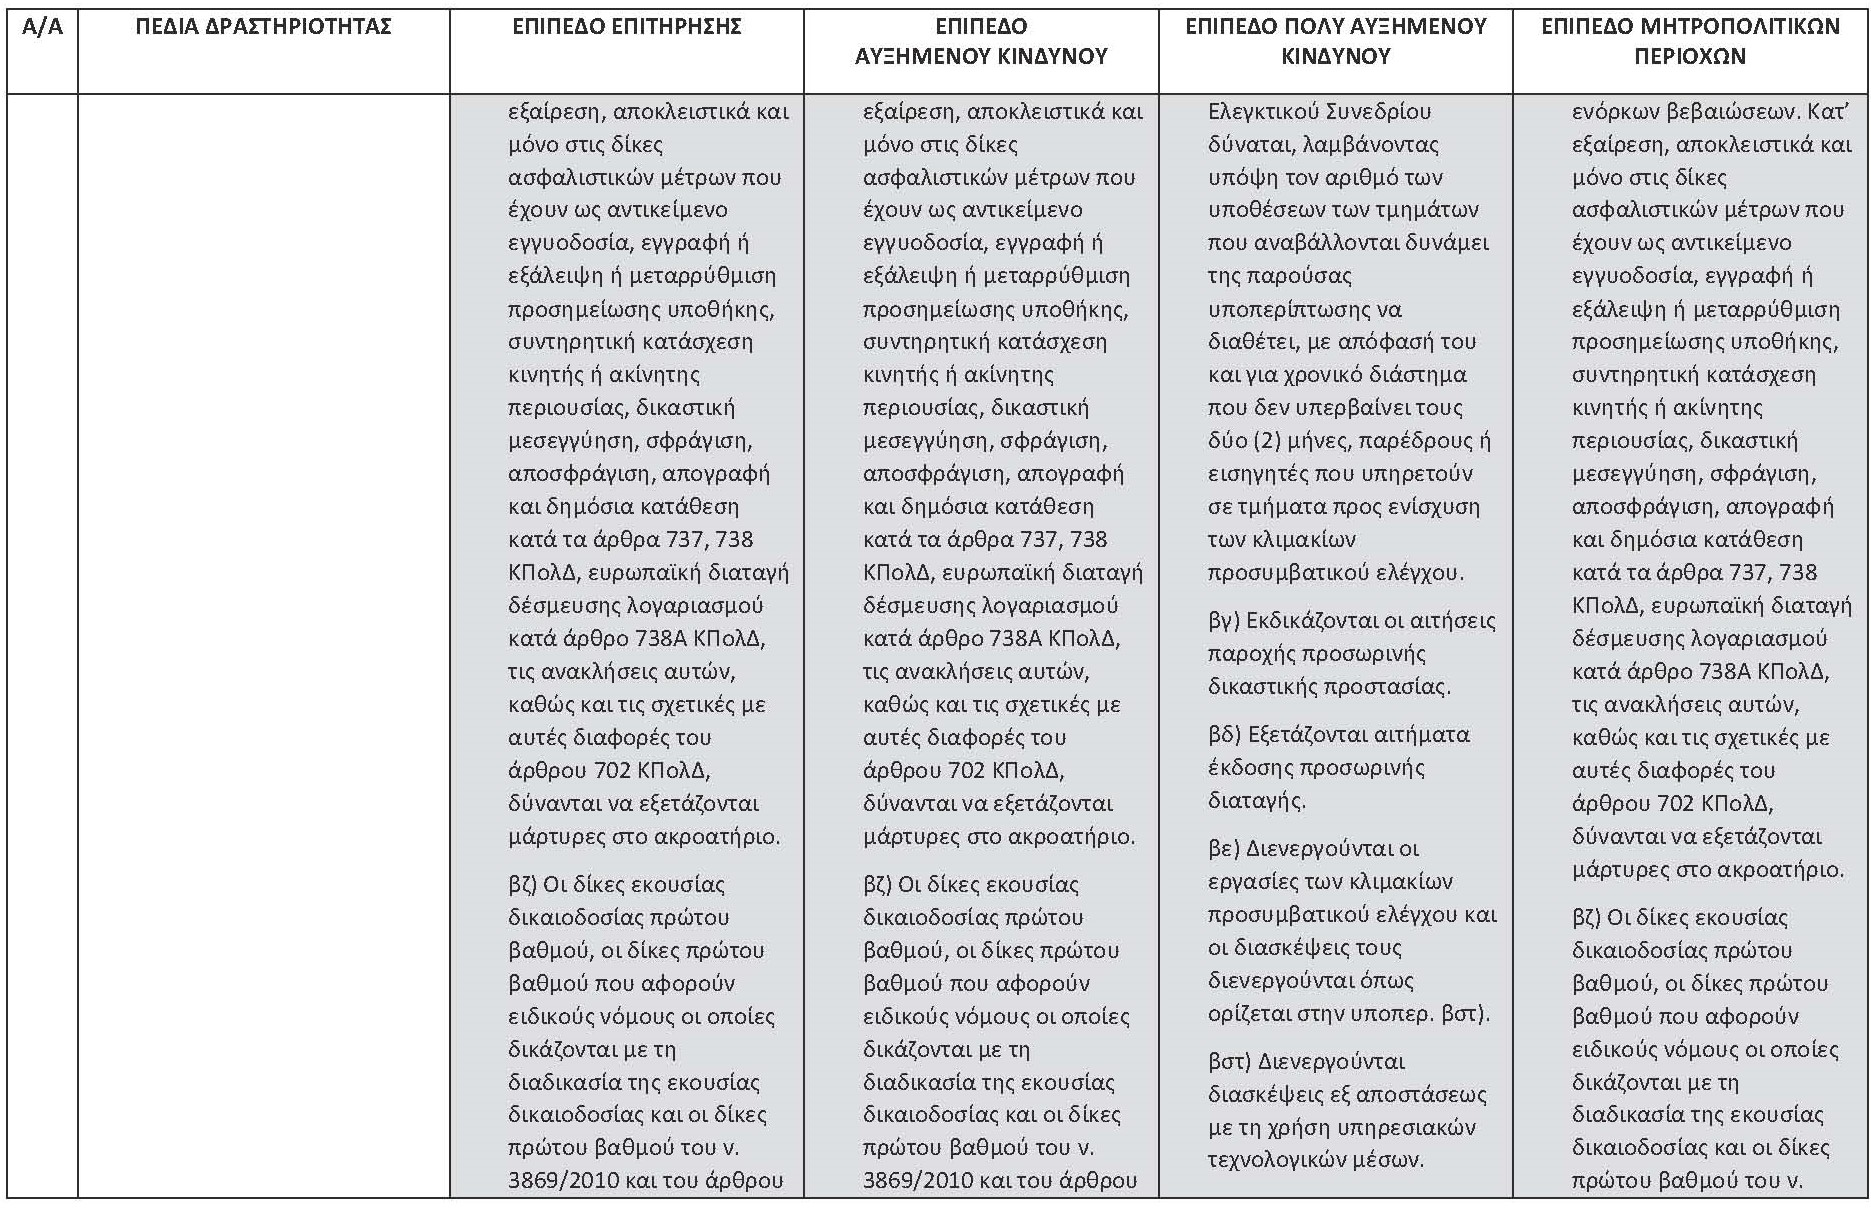 Α/Α
ΠΕΔΙΑ ΔΡΑΣΤΗΡΙΟΤΗΤΑΣ
ΕΠΙΠΕΔΟ ΕΠΙΤΗΡΗΣΗΣ
ΕΠΙΠΕΔΟ
ΑΥΞΗΜΕΝΟΥ ΚΙΝΔΥΝΟΥ
ΕΠΙΠΕΔΟ ΠΟΛΥ ΑΥΞΗΜΕΝΟΥ
ΚΙΝΔΥΝΟΥ
ΕΠΙΠΕΔΟ ΜΗΤΡΟΠΟΛΙΤΙΚΩΝ
ΠΕΡΙΟΧΩΝ
εξαίρεση, αποκλειστικά και
μόνο στις δίκες
ασφαλιστικών μέτρων που
έχουν ως αντικείμενο
εγγυοδοσία, εγγραφή ή
εξάλειψη ή μεταρρύθμιση
προσημείωσης υποθήκης,
συντηρητική κατάσχεση
κινητής ή ακίνητης
περιουσίας, δικαστική
μεσεγγύηση, σφράγιση,
αποσφράγιση, απογραφή
και δημόσια κατάθεση
κατά τα άρθρα 737, 738
ΚΠολΔ, ευρωπαϊκή διαταγή
δέσμευσης λογαριασμού
κατά άρθρο 738Α ΚΠολΔ,
τις ανακλήσεις αυτών,
καθώς και τις σχετικές με
αυτές διαφορές του
άρθρου 702 ΚΠολΔ,
δύνανται να εξετάζονται
μάρτυρες στο ακροατήριο.
βζ) Οι δίκες εκουσίας
δικαιοδοσίας πρώτου
βαθμού, οι δίκες πρώτου
βαθμού που αφορούν
ειδικούς νόμους οι οποίες
δικάζονται με τη
διαδικασία της εκουσίας
δικαιοδοσίας και οι δίκες
πρώτου βαθμού του ν.
3869/2010 και του άρθρου
εξαίρεση, αποκλειστικά και
μόνο στις δίκες
ασφαλιστικών μέτρων που
έχουν ως αντικείμενο
εγγυοδοσία, εγγραφή ή
εξάλειψη ή μεταρρύθμιση
προσημείωσης υποθήκης,
συντηρητική κατάσχεση
κινητής ή ακίνητης
περιουσίας, δικαστική
μεσεγγύηση, σφράγιση,
αποσφράγιση, απογραφή
και δημόσια κατάθεση
κατά τα άρθρα 737, 738
ΚΠολΔ, ευρωπαϊκή διαταγή
δέσμευσης λογαριασμού
κατά άρθρο 738Α ΚΠολΔ,
τις ανακλήσεις αυτών,
καθώς και τις σχετικές με
αυτές διαφορές του
άρθρου 702 ΚΠολΔ,
δύνανται να εξετάζονται
μάρτυρες στο ακροατήριο.
βζ) Οι δίκες εκουσίας
δικαιοδοσίας πρώτου
βαθμού, οι δίκες πρώτου
βαθμού που αφορούν
ειδικούς νόμους οι οποίες
δικάζονται με τη
διαδικασία της εκουσίας
δικαιοδοσίας και οι δίκες
πρώτου βαθμού του ν.
3869/2010 και του άρθρου
Ελεγκτικού Συνεδρίου
δύναται, λαμβάνοντας
υπόψη τον αριθμό των
υποθέσεων των τμημάτων
που αναβάλλονται δυνάμει
της παρούσας
υποπερίπτωσης να
διαθέτει, με απόφασή του
και για χρονικό διάστημα
που δεν υπερβαίνει τους
δύο (2) μήνες, παρέδρους ή
εισηγητές που υπηρετούν
σε τμήματα προς ενίσχυση
των κλιμακίων
προσυμβατικού ελέγχου.
βγ) Εκδικάζονται οι αιτήσεις
παροχής προσωρινής
δικαστικής προστασίας.
βδ) Εξετάζονται αιτήματα
έκδοσης προσωρινής
διαταγής.
βε) Διενεργούνται οι
εργασίες των κλιμακίων
προσυμβατικού ελέγχου και
οι διασκέψεις τους
διενεργούνται όπως
ορίζεται στην υποπερ. βστ).
βστ) Διενεργούνται
διασκέψεις εξ αποστάσεως
με τη χρήση υπηρεσιακών
τεχνολογικών μέσων.
ενόρκων βεβαιώσεων. Κατ’
εξαίρεση, αποκλειστικά και
μόνο στις δίκες
ασφαλιστικών μέτρων που
έχουν ως αντικείμενο
εγγυοδοσία, εγγραφή ή
εξάλειψη ή μεταρρύθμιση
προσημείωσης υποθήκης,
συντηρητική κατάσχεση
κινητής ή ακίνητης
περιουσίας, δικαστική
μεσεγγύηση, σφράγιση,
αποσφράγιση, απογραφή
και δημόσια κατάθεση
κατά τα άρθρα 737, 738
ΚΠολΔ, ευρωπαϊκή διαταγή
δέσμευσης λογαριασμού
κατά άρθρο 738Α ΚΠολΔ,
τις ανακλήσεις αυτών,
καθώς και τις σχετικές με
αυτές διαφορές του
άρθρου 702 ΚΠολΔ,
δύνανται να εξετάζονται
μάρτυρες στο ακροατήριο.
βζ) Οι δίκες εκουσίας
δικαιοδοσίας πρώτου
βαθμού, οι δίκες πρώτου
βαθμού που αφορούν
ειδικούς νόμους οι οποίες
δικάζονται με τη
διαδικασία της εκουσίας
δικαιοδοσίας και οι δίκες
πρώτου βαθμού του ν.